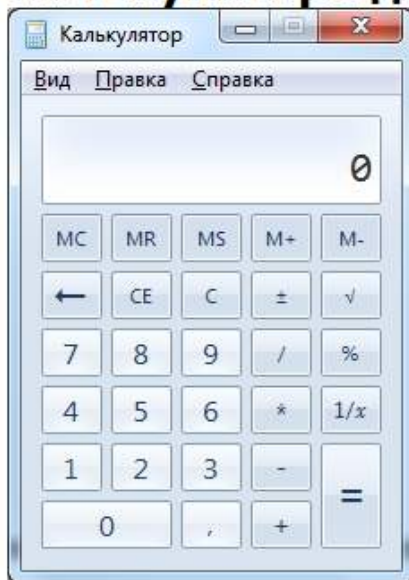 Калькулятор
Вид Правка Справка
0
MC MR MS M+ M-
← CE C ± √
7 8 9 / %
4 5 6 * 1/x
1 2 3 - =
0 , +